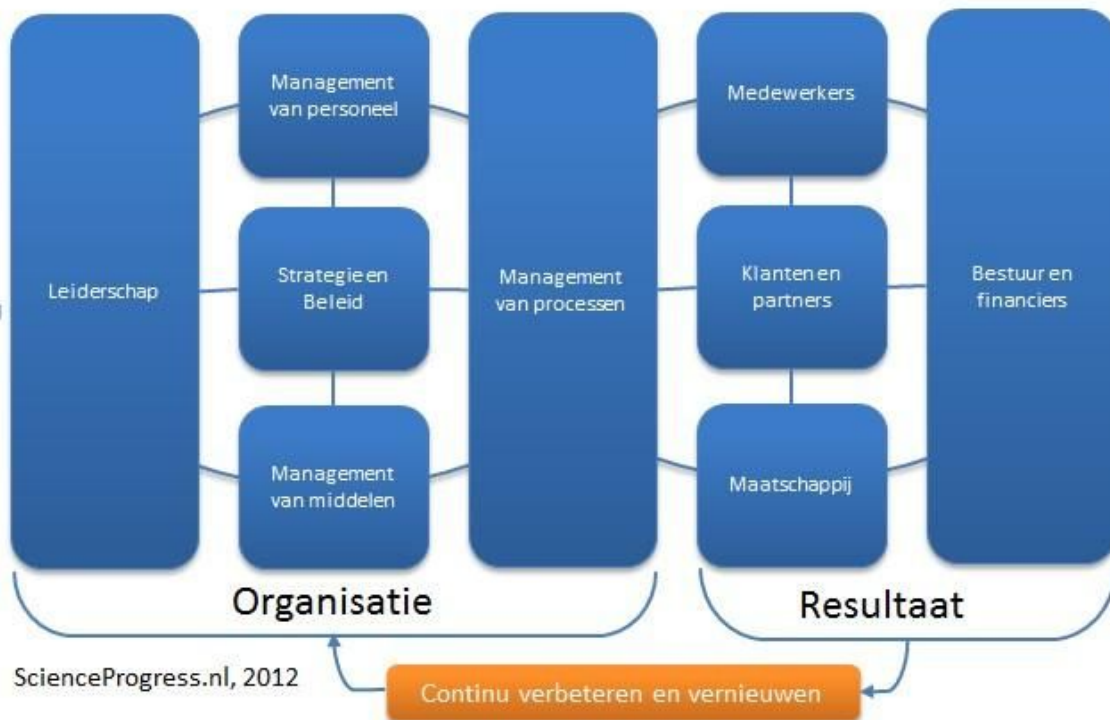 Management
van personeel
Medewerkers
Leiderschap
Strategie en
Beleid
Management
van processen
Klanten en
partners
Bestuur en
financiers
Management
van middelen
Maatschappij
Organisatie
Resultaat
ScienceProgress.nl, 2012
Continu verbeteren en vernieuwen